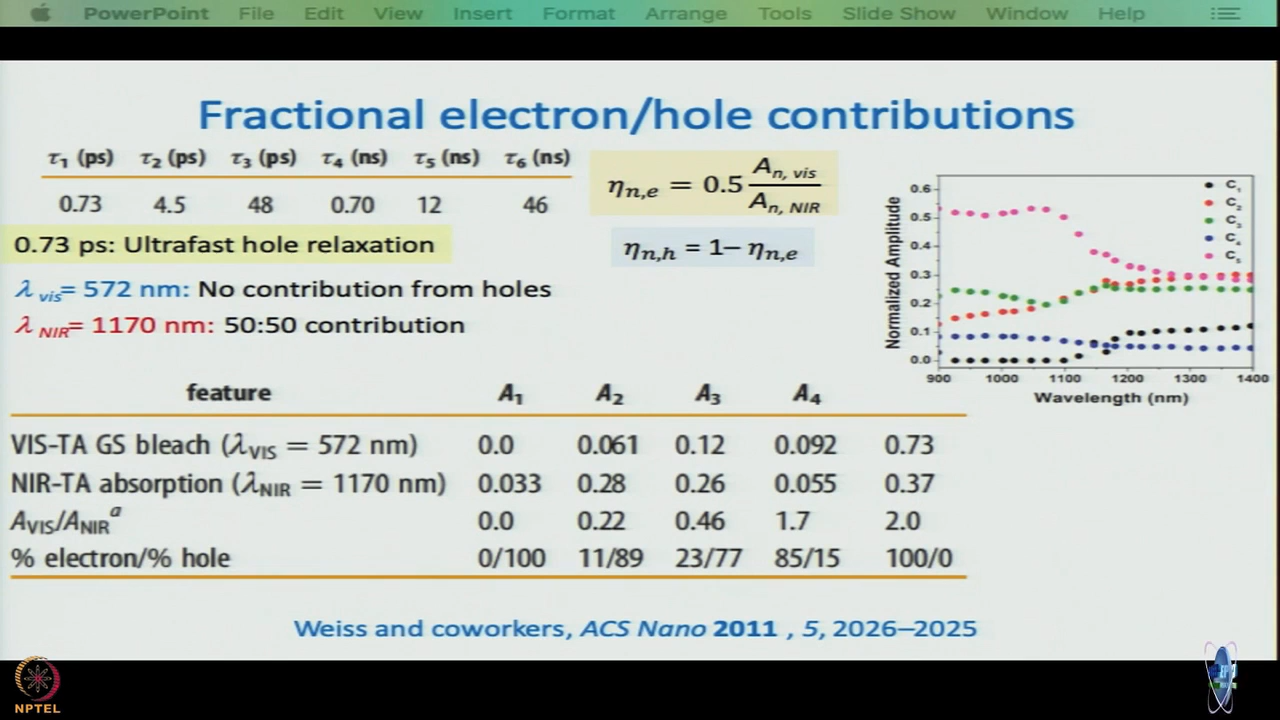 PowerPoint File Edit View Insert Format Arrange Tools Slide Show Window Help
Fractional electron/hole contributions
τ1 (ps) τ2 (ps) τ3 (ps) τ4 (ns) τ5 (ns) τ6 (ns)
0.73 4.5 48 0.70 12 46
ηn,e = 0.5 An, vis / An, NIR
ηn,h = 1− ηn,e
0.73 ps: Ultrafast hole relaxation
λ vis= 572 nm: No contribution from holes
λ NIR= 1170 nm: 50:50 contribution
Normalized Amplitude
0.6
0.5
0.4
0.3
0.2
0.1
0.0
C1
C2
C3
C4
C5
900 1000 1100 1200 1300 1400
Wavelength (nm)
feature A1 A2 A3 A4
VIS-TA GS bleach (λVIS = 572 nm) 0.0 0.061 0.12 0.092 0.73
NIR-TA absorption (λNIR = 1170 nm) 0.033 0.28 0.26 0.055 0.37
AVIS/ANIR a 0.0 0.22 0.46 1.7 2.0
% electron/% hole 0/100 11/89 23/77 85/15 100/0
Weiss and coworkers, ACS Nano 2011 , 5, 2026–2025
NPTEL